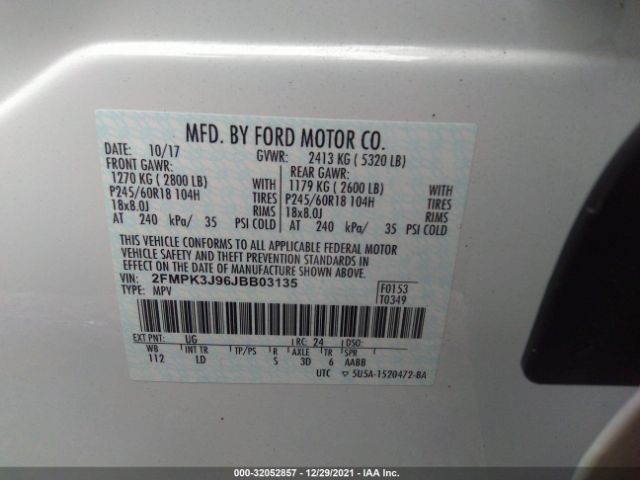 MFD. BY FORD MOTOR CO.
DATE: 10/17 GVWR: 2413 KG ( 5320 LB)
FRONT GAWR: REAR GAWR:
1270 KG ( 2800 LB) WITH 1179 KG ( 2600 LB) WITH
P245/60R18 104H TIRES P245/60R18 104H TIRES
18x8.0J RIMS 18x8.0J RIMS
AT 240 kPa/ 35 PSI COLD AT 240 kPa/ 35 PSI COLD
THIS VEHICLE CONFORMS TO ALL APPLICABLE FEDERAL MOTOR
VEHICLE SAFETY AND THEFT PREVENTION STANDARDS IN
EFFECT ON THE DATE OF MANUFACTURE SHOWN ABOVE.
VIN: 2FMPK3J96JBB03135 F0153
TYPE: MPV T0349
EXT PNT: UG RC: 24 DSO:
WB INT TR TP/PS R AXLE TR SPR
112 LD S 3D 6 AABB
UTC ▽ 5U5A-1520472-BA
000-32052857 - 12/29/2021 - IAA Inc.